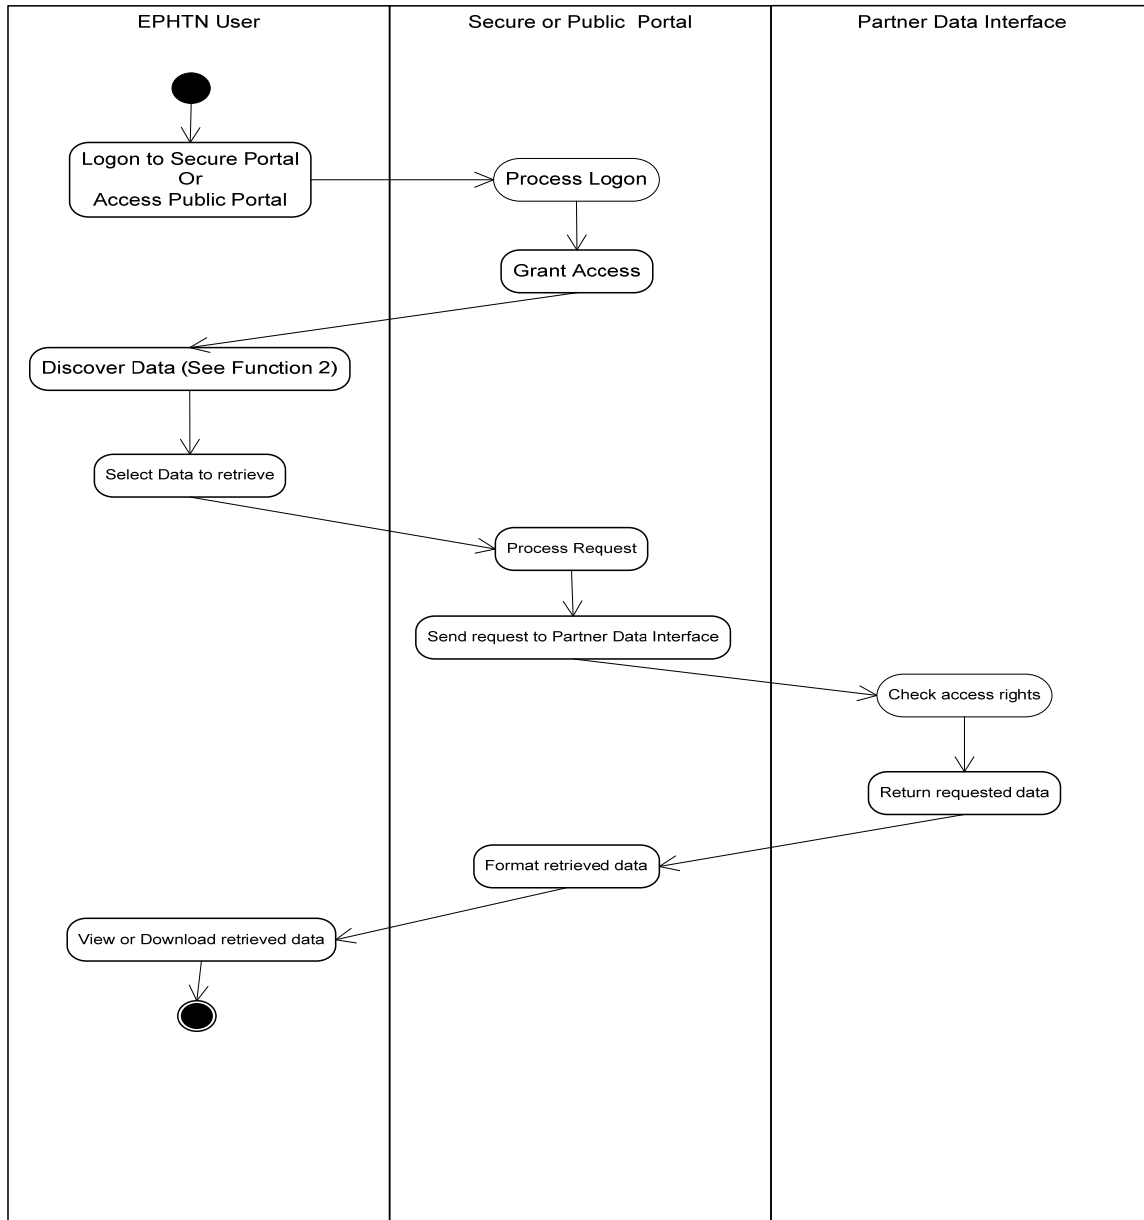 EPHTN User
Secure or Public Portal
Partner Data Interface
Logon to Secure Portal
Or
Access Public Portal
Process Logon
Grant Access
Discover Data (See Function 2)
Select Data to retrieve
Process Request
Send request to Partner Data Interface
Check access rights
Return requested data
Format retrieved data
View or Download retrieved data